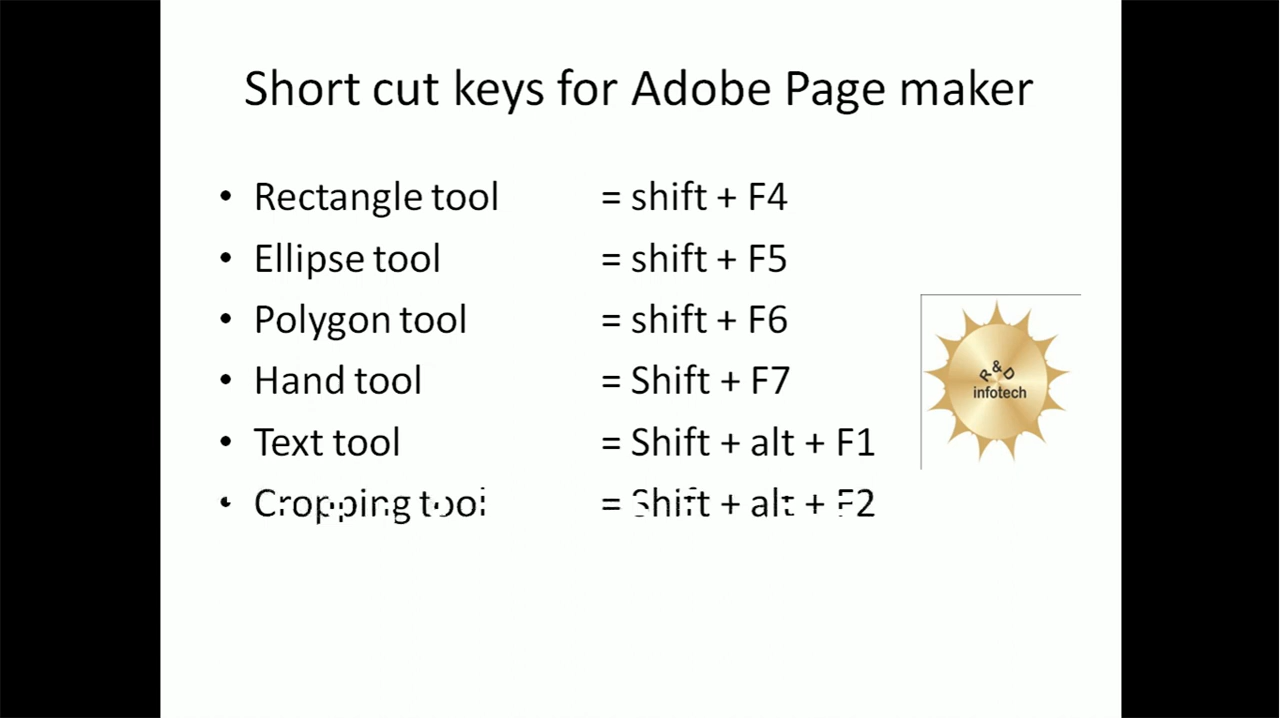 Short cut keys for Adobe Page maker
• Rectangle tool = shift + F4
• Ellipse tool = shift + F5
• Polygon tool = shift + F6
• Hand tool = Shift + F7
• Text tool = Shift + alt + F1
• Cropping tool = Shift + alt + F2
R & D
infotech